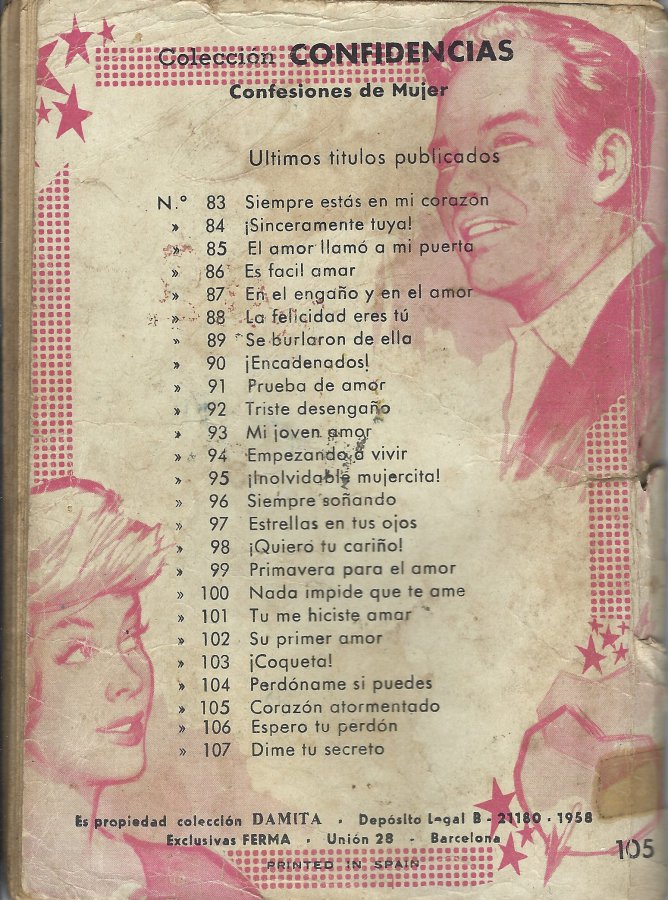 Colección CONFIDENCIAS
Confesiones de Mujer
Ultimos titulos publicados
N.º 83 Siempre estás en mi corazón
» 84 ¡Sinceramente tuya!
» 85 El amor llamó a mi puerta
» 86 Es facil amar
» 87 En el engaño y en el amor
» 88 La felicidad eres tú
» 89 Se burlaron de ella
» 90 ¡Encadenados!
» 91 Prueba de amor
» 92 Triste desengaño
» 93 Mi joven amor
» 94 Empezando a vivir
» 95 ¡Inolvidable mujercita!
» 96 Siempre soñando
» 97 Estrellas en tus ojos
» 98 ¡Quiero tu cariño!
» 99 Primavera para el amor
» 100 Nada impide que te ame
» 101 Tu me hiciste amar
» 102 Su primer amor
» 103 ¡Coqueta!
» 104 Perdóname si puedes
» 105 Corazón atormentado
» 106 Espero tu perdón
» 107 Dime tu secreto
Es propiedad colección DAMITA - Depósito Legal B - 21180 - 1958
Exclusivas FERMA - Unión 28 - Barcelona
PRINTED IN SPAIN
105